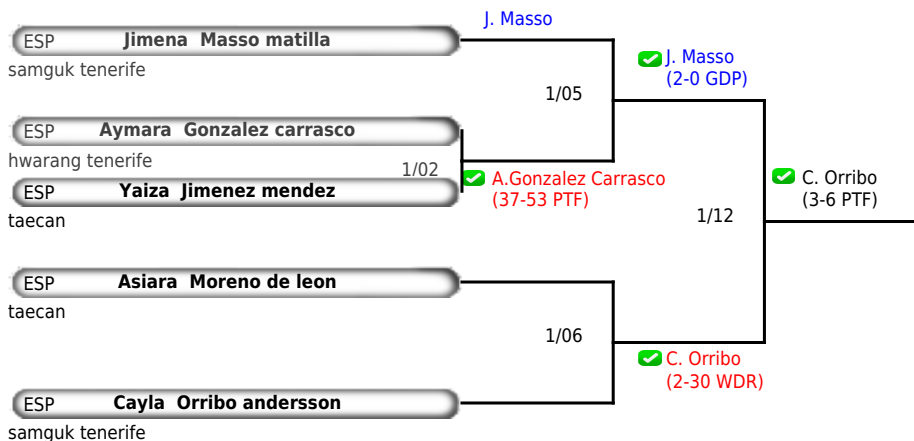 J. Masso
ESP Jimena Masso matilla
samguk tenerife
J. Masso
(2-0 GDP)
1/05
ESP Aymara Gonzalez carrasco
hwarang tenerife
1/02
A.Gonzalez Carrasco
(37-53 PTF)
ESP Yaiza Jimenez mendez
taecan
C. Orribo
(3-6 PTF)
1/12
ESP Asiara Moreno de leon
taecan
1/06
C. Orribo
(2-30 WDR)
ESP Cayla Orribo andersson
samguk tenerife